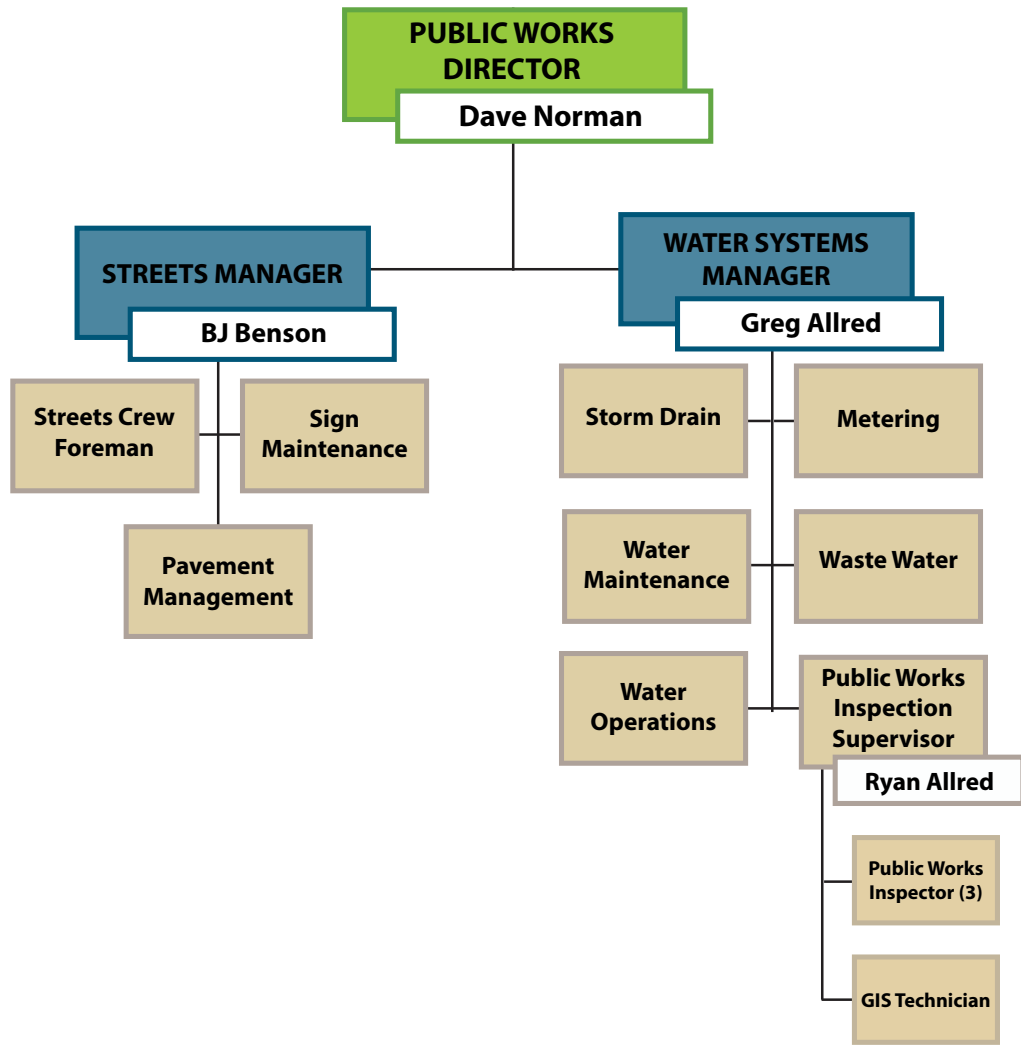 PUBLIC WORKS
DIRECTOR
Dave Norman
STREETS MANAGER
BJ Benson
WATER SYSTEMS
MANAGER
Greg Allred
Streets Crew
Foreman
Sign
Maintenance
Pavement
Management
Storm Drain
Metering
Water
Maintenance
Waste Water
Water
Operations
Public Works
Inspection
Supervisor
Ryan Allred
Public Works
Inspector (3)
GIS Technician